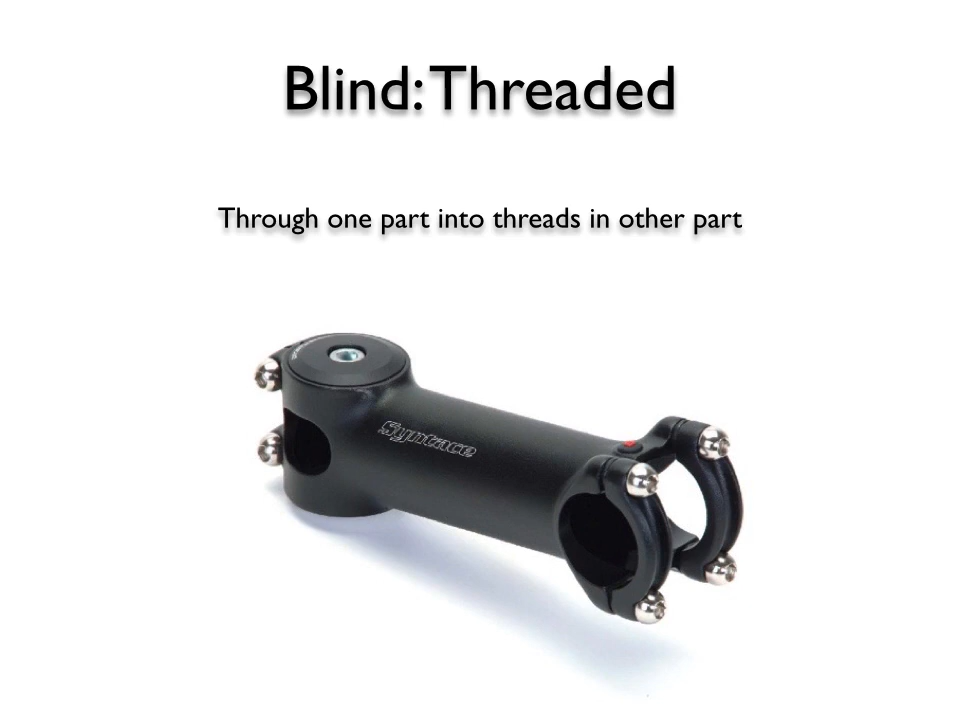 Blind: Threaded
Through one part into threads in other part
Syntace